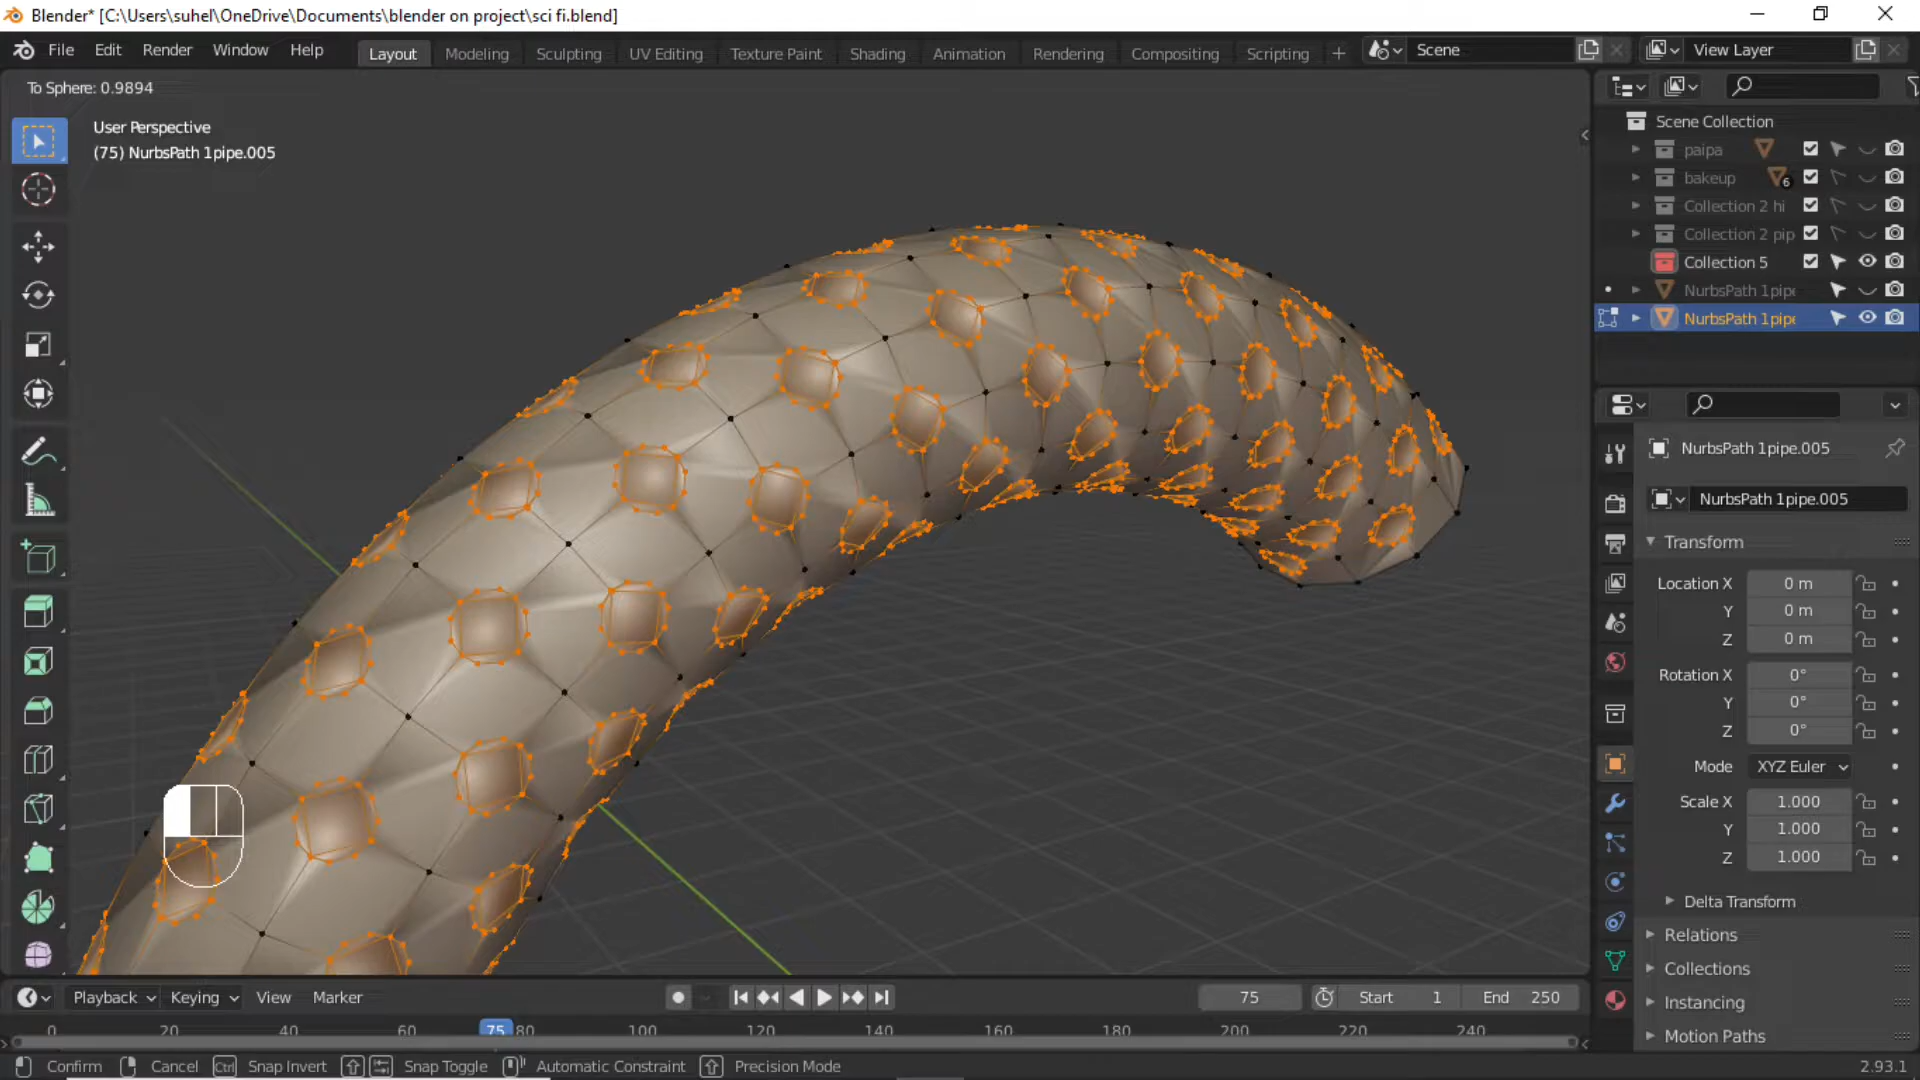 Blender* [C:\Users\suhel\OneDrive\Documents\blender on project\sci fi.blend]
File Edit Render Window Help Layout Modeling Sculpting UV Editing Texture Paint Shading Animation Rendering Compositing Scripting + Scene View Layer
To Sphere: 0.9894
User Perspective
(75) NurbsPath 1pipe.005
Scene Collection
paipa
bakeup 6
Collection 2 hi
Collection 2 pip
Collection 5
NurbsPath 1pipe
NurbsPath 1pipe
NurbsPath 1pipe.005
NurbsPath 1pipe.005
Transform
Location X 0 m
Y 0 m
Z 0 m
Rotation X 0°
Y 0°
Z 0°
Mode XYZ Euler
Scale X 1.000
Y 1.000
Z 1.000
Delta Transform
Relations
Collections
Instancing
Motion Paths
Playback Keying View Marker 75 Start 1 End 250
0 20 40 60 75 80 100 120 140 160 180 200 220 240
Confirm Cancel Ctrl Snap Invert Snap Toggle Automatic Constraint Precision Mode 2.93.1